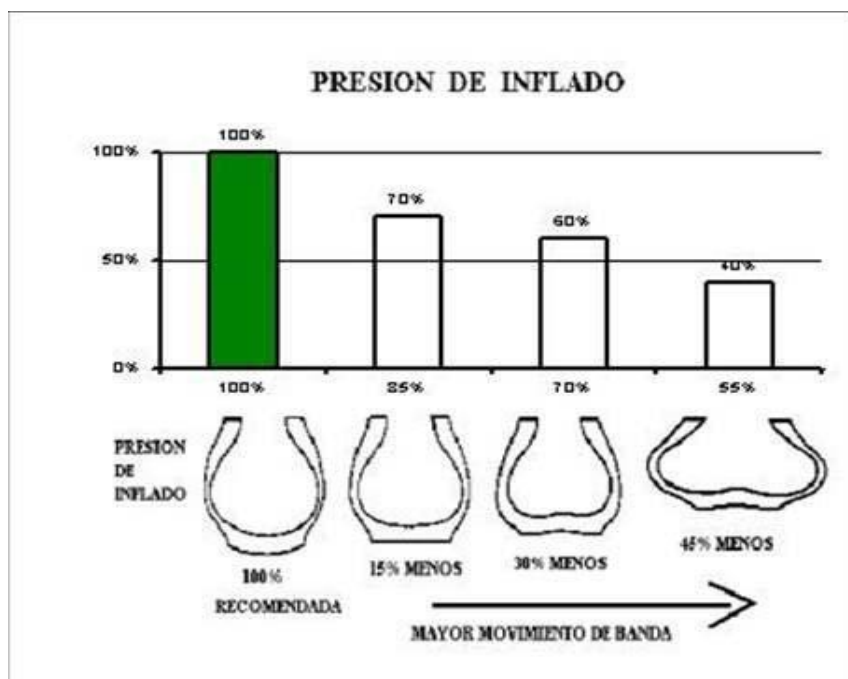 PRESION DE INFLADO
100%
100%
70%
60%
50%
40%
0%
100%
85%
70%
55%
PRESION
DE
INFLADO
100%
RECOMENDADA
15% MENOS
30% MENOS
45% MENOS
MAYOR MOVIMIENTO DE BANDA